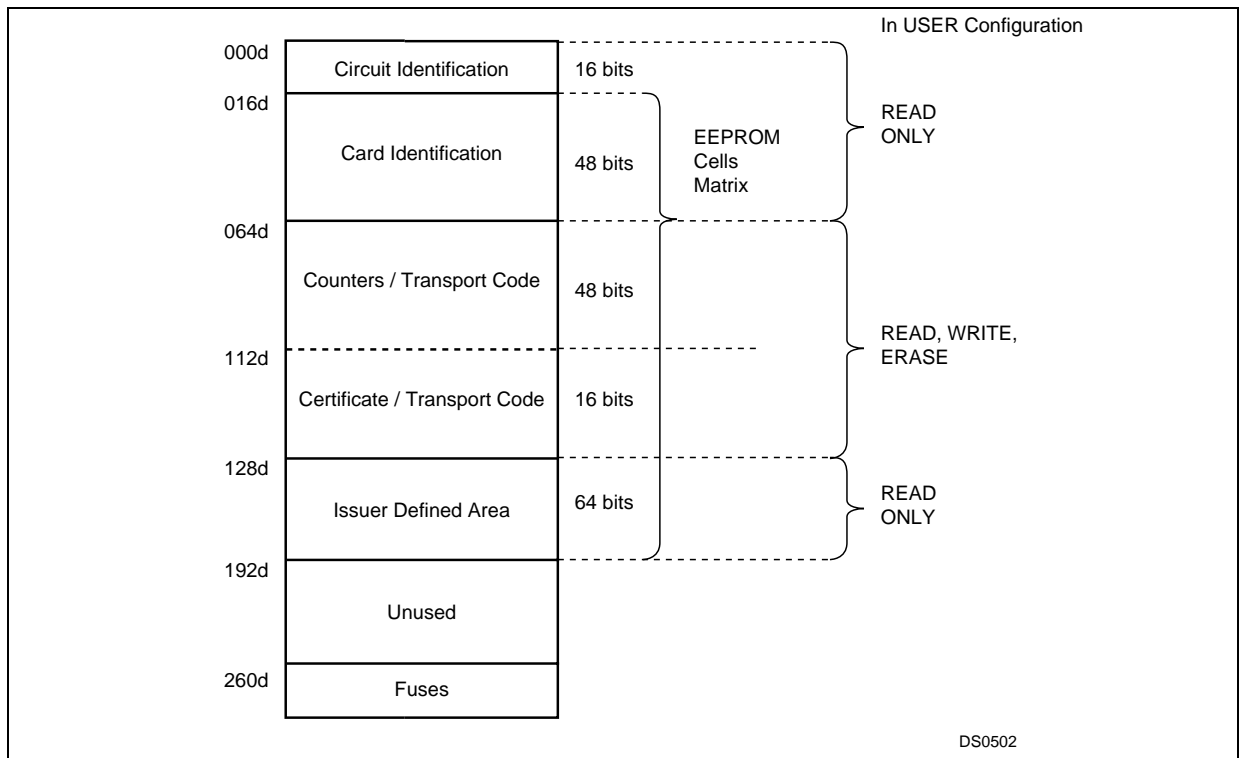 In USER Configuration
000d
Circuit Identification
16 bits
016d
READ
ONLY
Card Identification
48 bits
EEPROM
Cells
Matrix
064d
Counters / Transport Code
48 bits
READ, WRITE,
ERASE
112d
Certificate / Transport Code
16 bits
128d
Issuer Defined Area
64 bits
READ
ONLY
192d
Unused
260d
Fuses
DS0502